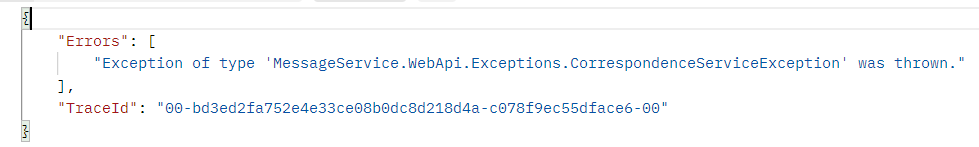 {
"Errors": [
"Exception of type 'MessageService.WebApi.Exceptions.CorrespondenceServiceException' was thrown."
],
"TraceId": "00-bd3ed2fa752e4e33ce08b0dc8d218d4a-c078f9ec55dface6-00"
}